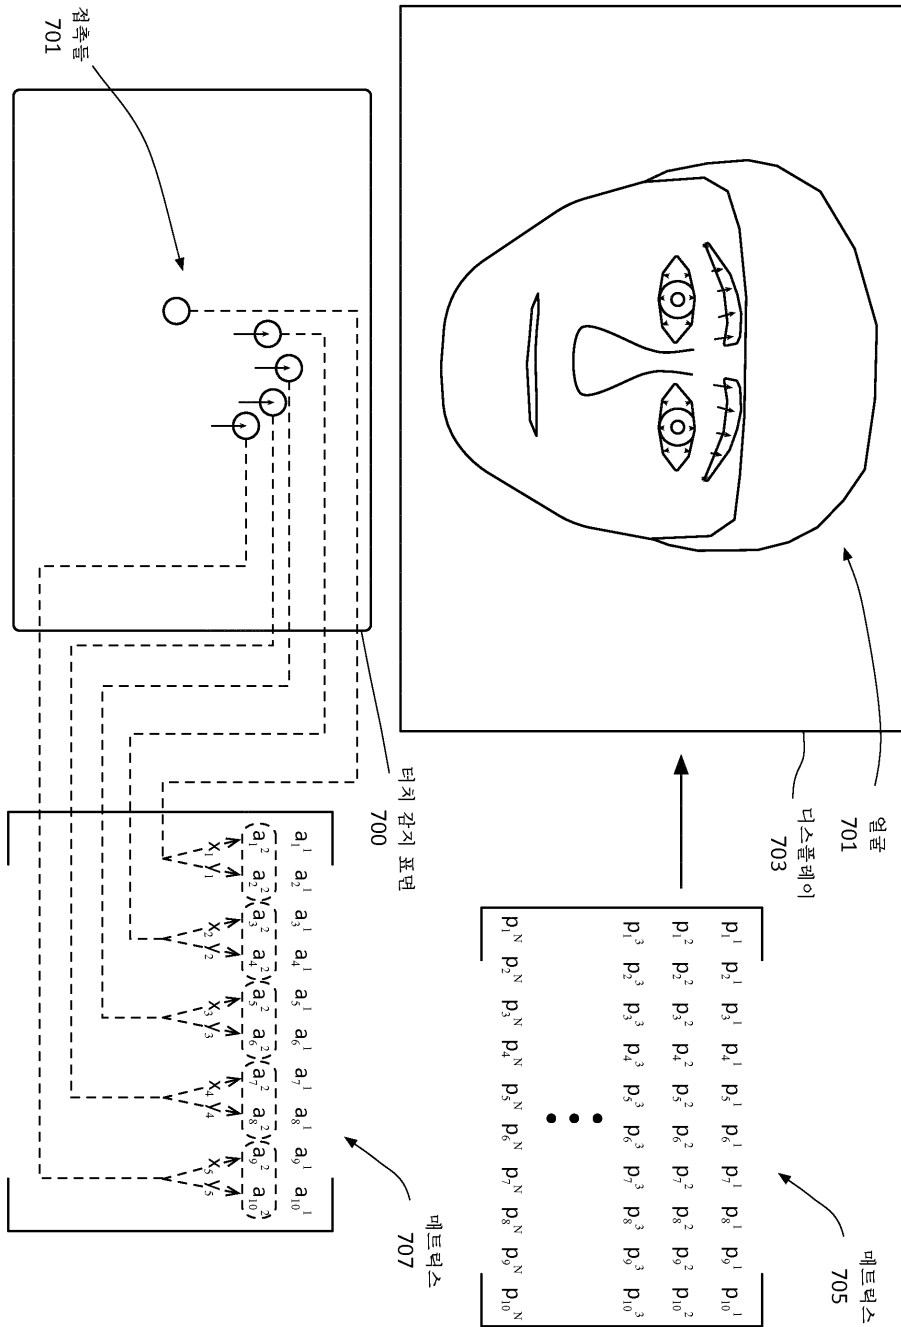 얼굴
701
매트릭스
705
디스플레이
703
p₁¹ p₂¹ p₃¹ p₄¹ p₅¹ p₆¹ p₇¹ p₈¹ p₉¹ p₁₀¹
p₁² p₂² p₃² p₄² p₅² p₆² p₇² p₈² p₉² p₁₀²
p₁³ p₂³ p₃³ p₄³ p₅³ p₆³ p₇³ p₈³ p₉³ p₁₀³
p₁ᴺ p₂ᴺ p₃ᴺ p₄ᴺ p₅ᴺ p₆ᴺ p₇ᴺ p₈ᴺ p₉ᴺ p₁₀ᴺ
터치 감지 표면
700
매트릭스
707
a₁¹ a₂¹ a₃¹ a₄¹ a₅¹ a₆¹ a₇¹ a₈¹ a₉¹ a₁₀¹
a₁² a₂² a₃² a₄² a₅² a₆² a₇² a₈² a₉² a₁₀²
x₁ y₁ x₂ y₂ x₃ y₃ x₄ y₄ x₅ y₅
접촉들
701